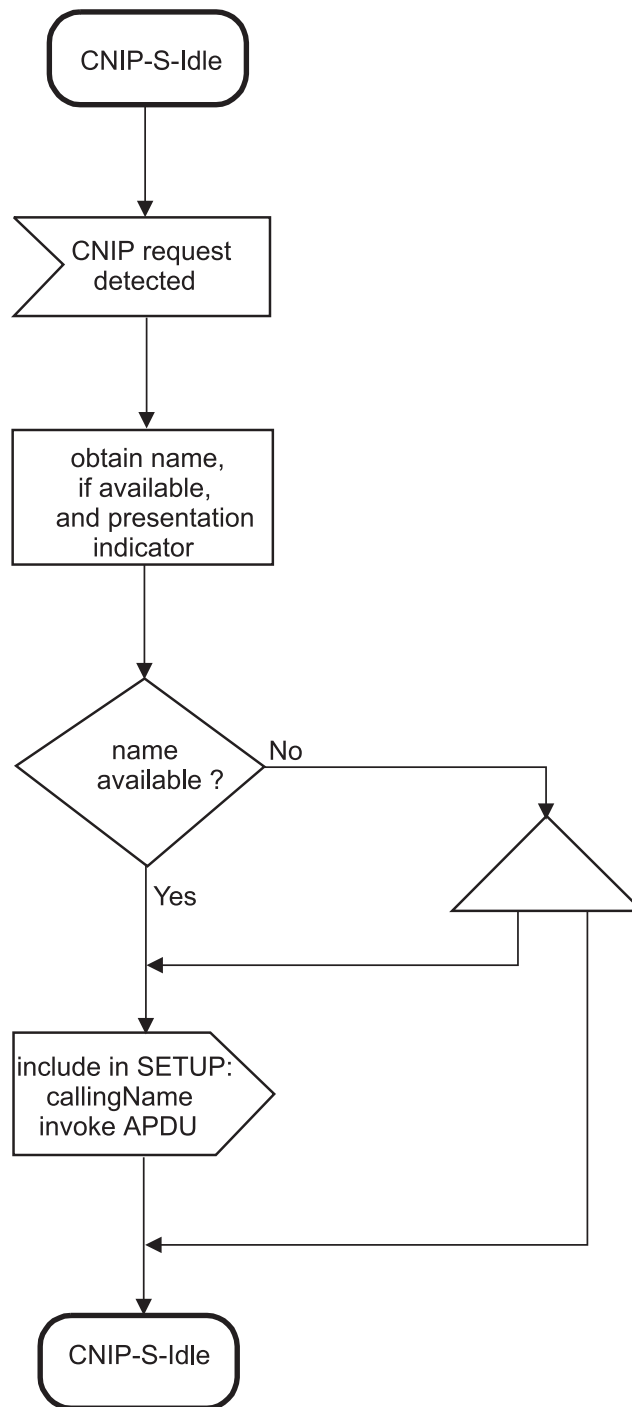 CNIP-S-Idle
CNIP request
detected
obtain name,
if available,
and presentation
indicator
name
available ?
No
Yes
include in SETUP:
callingName
invoke APDU
CNIP-S-Idle